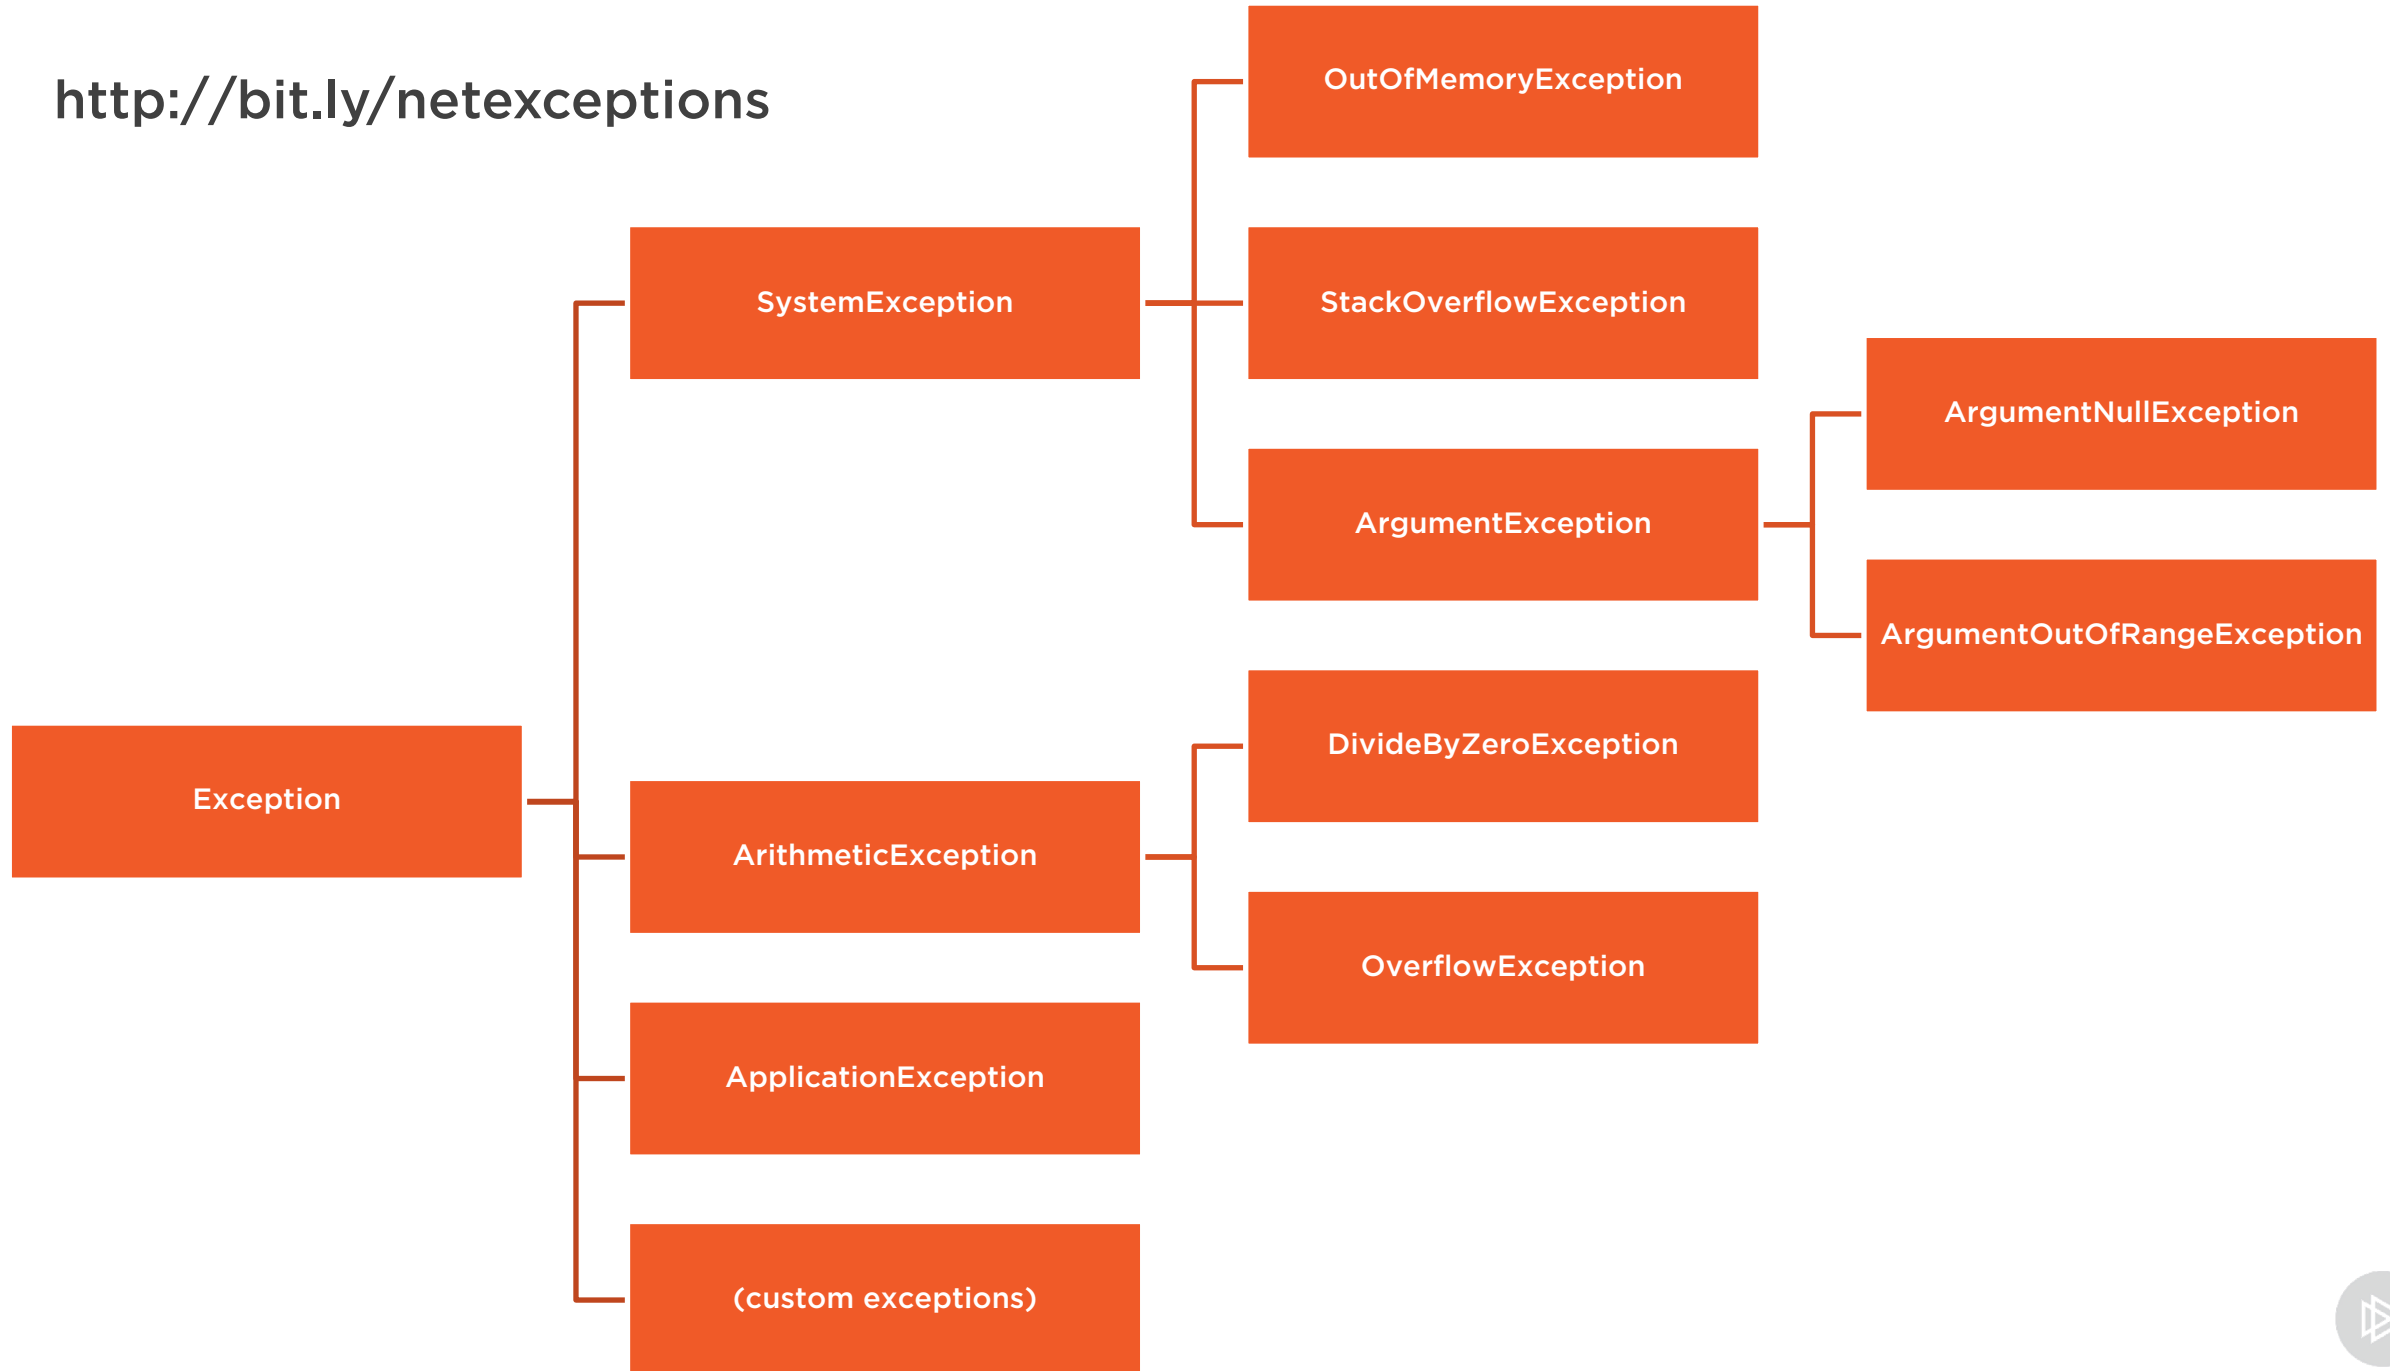 http://bit.ly/netexceptions
Exception
SystemException
OutOfMemoryException
StackOverflowException
ArgumentException
ArgumentNullException
ArgumentOutOfRangeException
ArithmeticException
DivideByZeroException
OverflowException
ApplicationException
(custom exceptions)